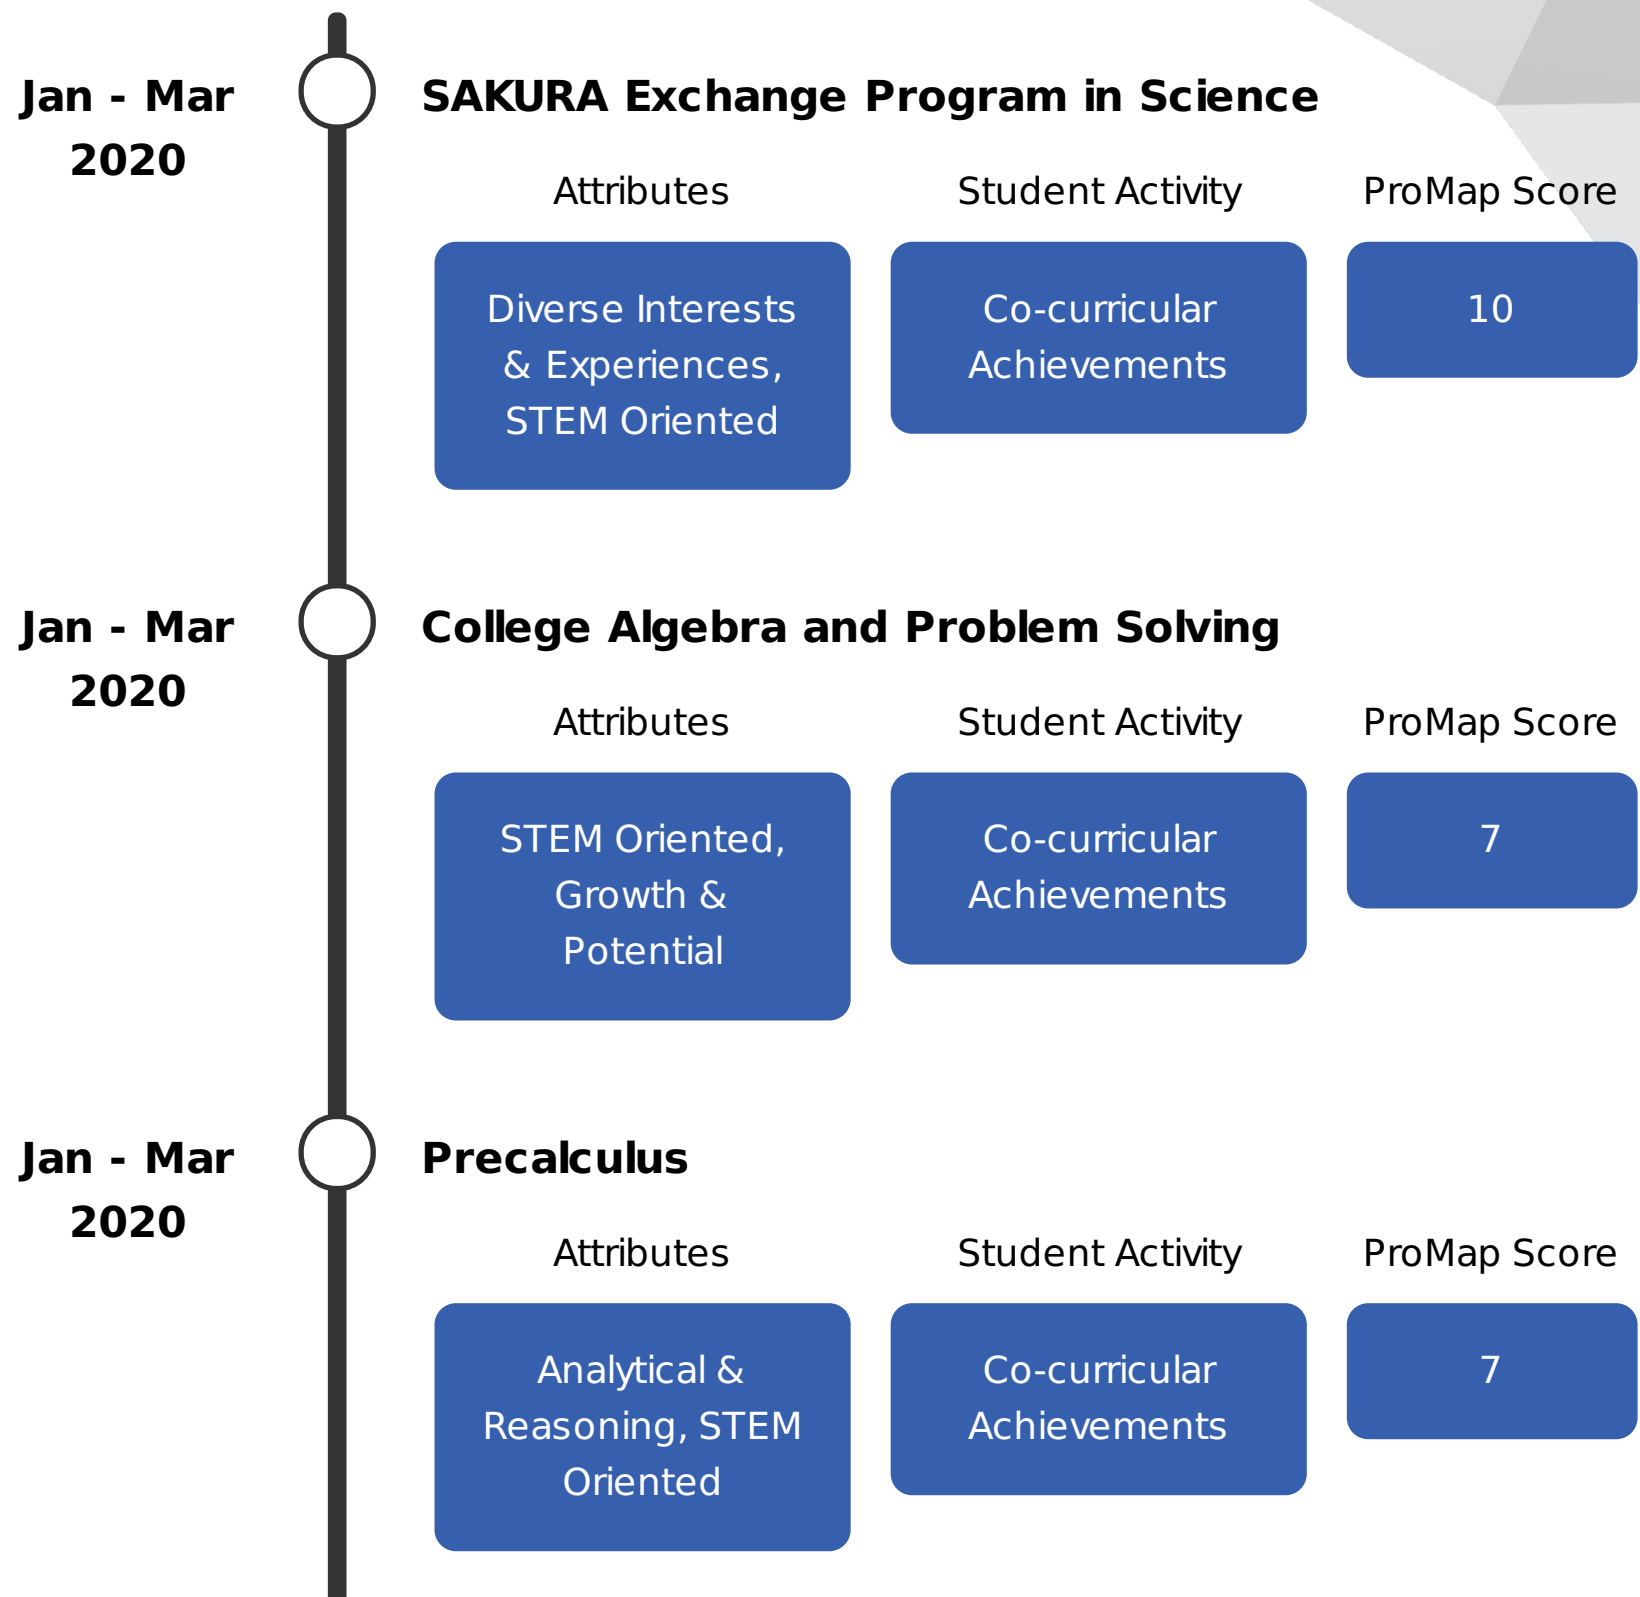 Jan - Mar
2020
SAKURA Exchange Program in Science
Attributes
Student Activity
ProMap Score
Diverse Interests
& Experiences,
STEM Oriented
Co-curricular
Achievements
10
Jan - Mar
2020
College Algebra and Problem Solving
Attributes
Student Activity
ProMap Score
STEM Oriented,
Growth &
Potential
Co-curricular
Achievements
7
Jan - Mar
2020
Precalculus
Attributes
Student Activity
ProMap Score
Analytical &
Reasoning, STEM
Oriented
Co-curricular
Achievements
7